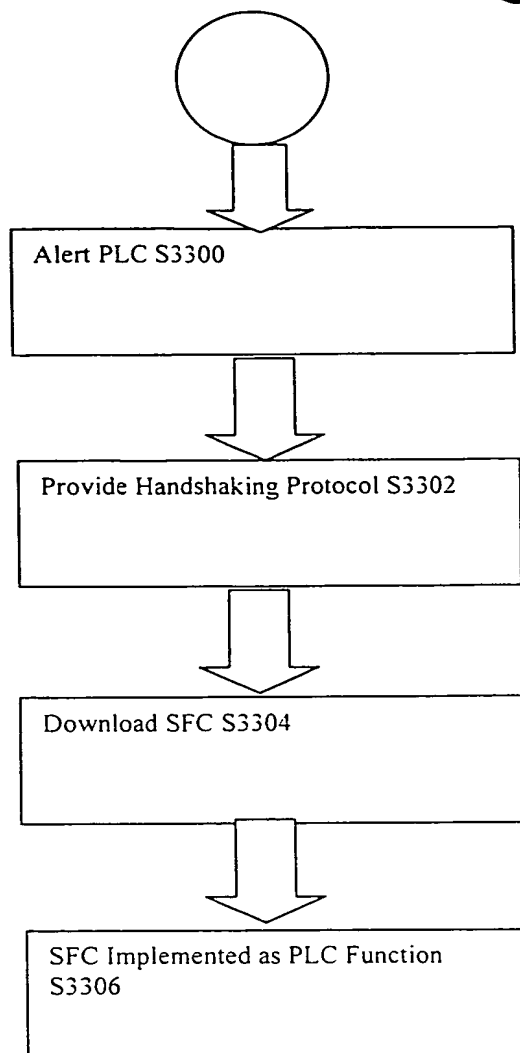 Alert PLC S3300
Provide Handshaking Protocol S3302
Download SFC S3304
SFC Implemented as PLC Function
S3306